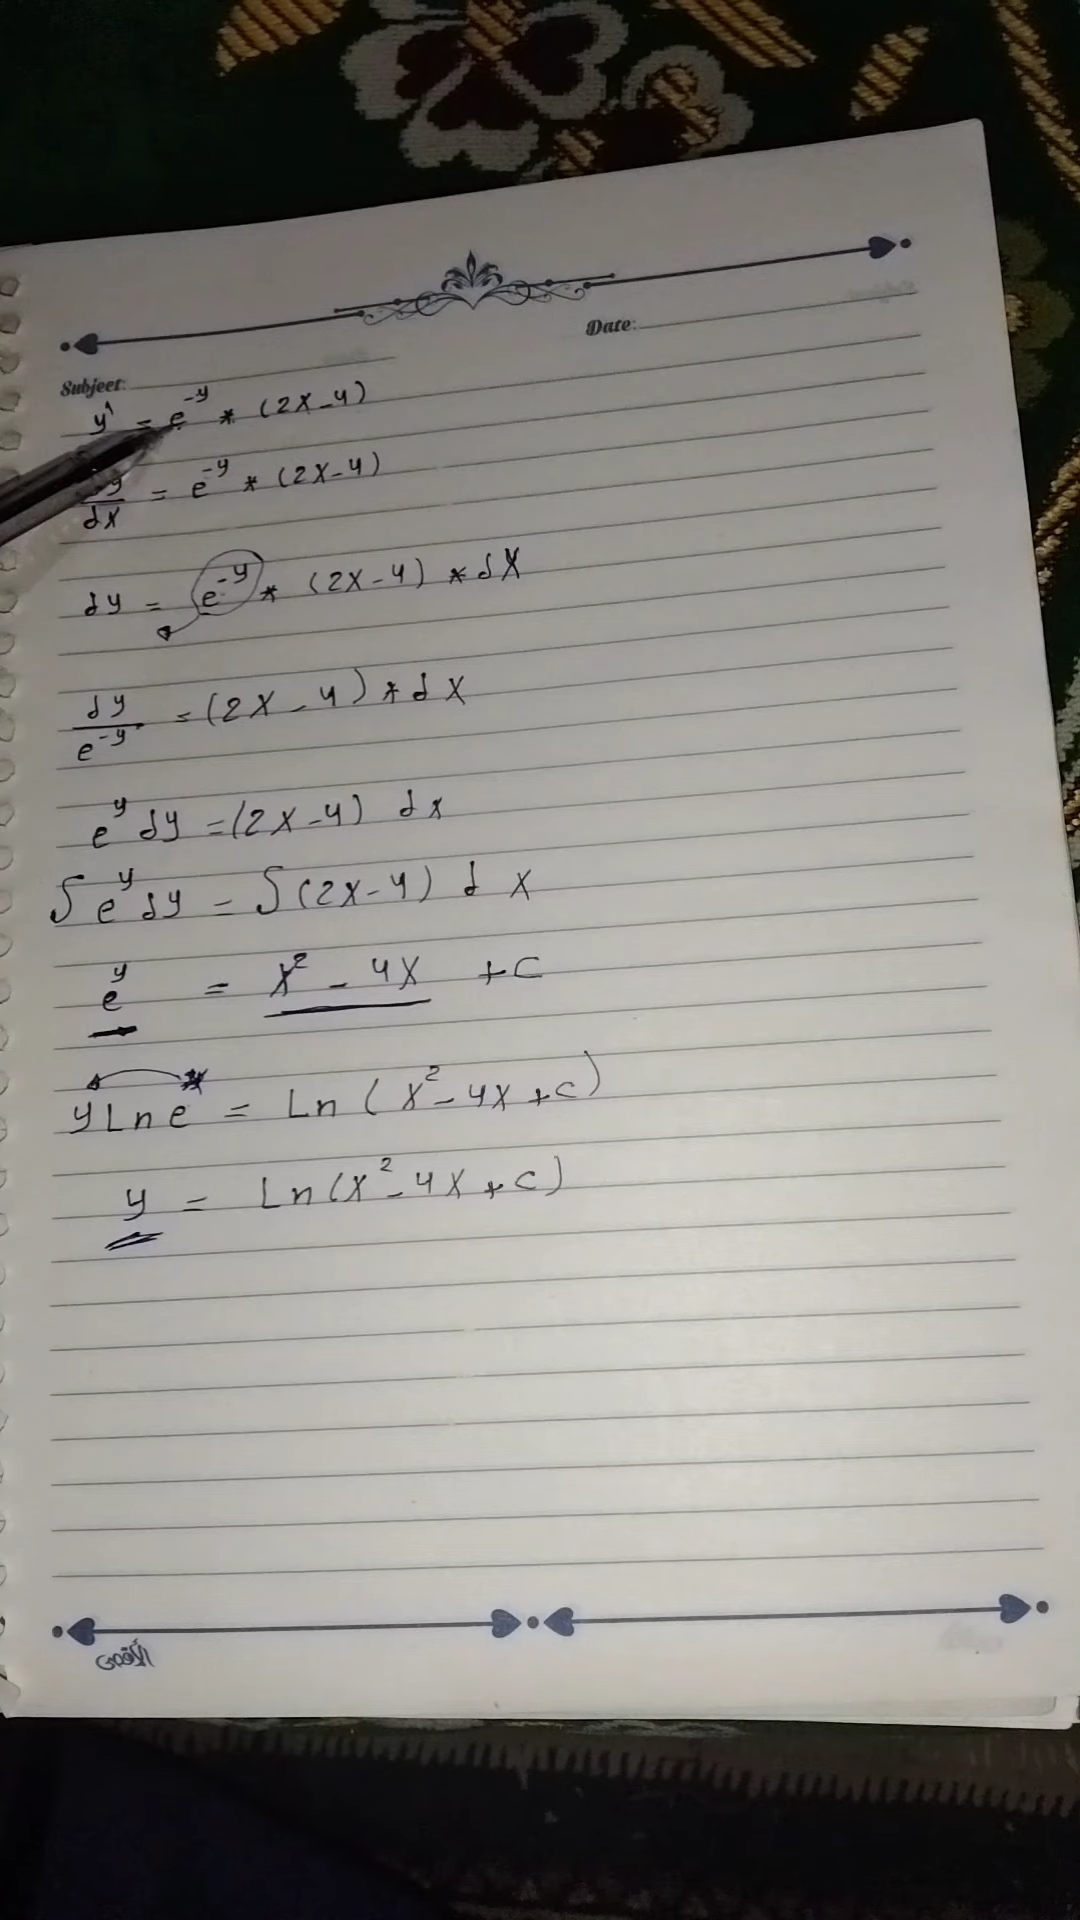 Date:
Subject:
y' = e^-y * (2x-4)
dy/dx = e^-y * (2x-4)
dy = e^-y * (2x-4) * dx
dy/e^-y = (2x-4) * dx
e^y dy = (2x-4) dx
∫ e^y dy = ∫ (2x-4) dx
e^y = x² - 4x + c
y Ln e = Ln (x² - 4x + c)
y = Ln (x² - 4x + c)